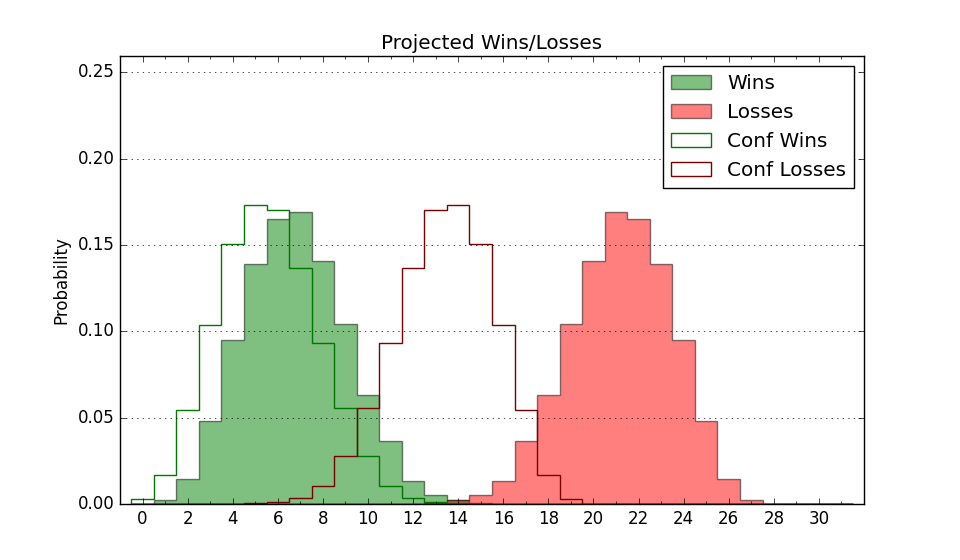 Projected Wins/Losses
0.25
0.20
0.15
0.10
0.05
0.00
Probability
Wins
Losses
Conf Wins
Conf Losses
0 2 4 6 8 10 12 14 16 18 20 22 24 26 28 30